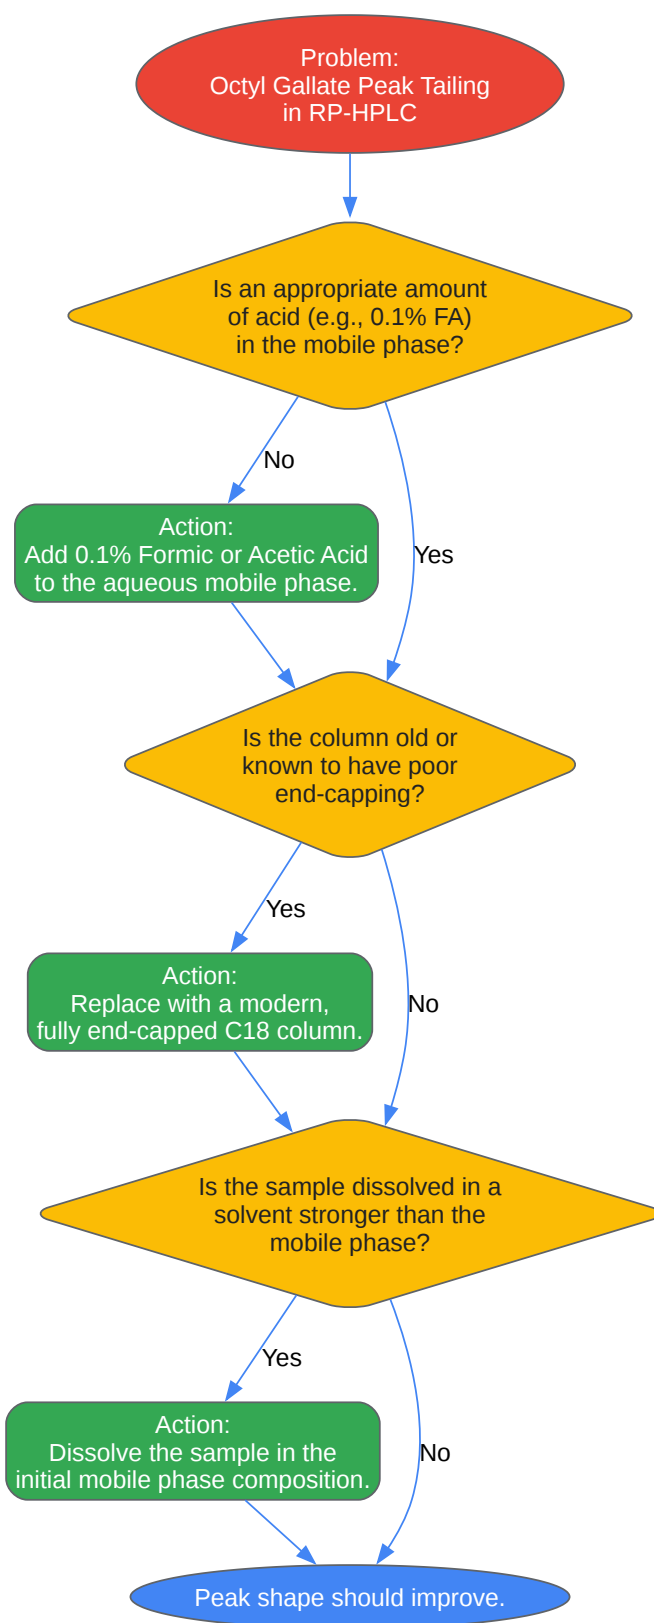 Problem:
Octyl Gallate Peak Tailing
in RP-HPLC
Is an appropriate amount
of acid (e.g., 0.1% FA)
in the mobile phase?
No
Yes
Action:
Add 0.1% Formic or Acetic Acid
to the aqueous mobile phase.
Is the column old or
known to have poor
end-capping?
Yes
No
Action:
Replace with a modern,
fully end-capped C18 column.
Is the sample dissolved in a
solvent stronger than the
mobile phase?
Yes
No
Action:
Dissolve the sample in the
initial mobile phase composition.
Peak shape should improve.